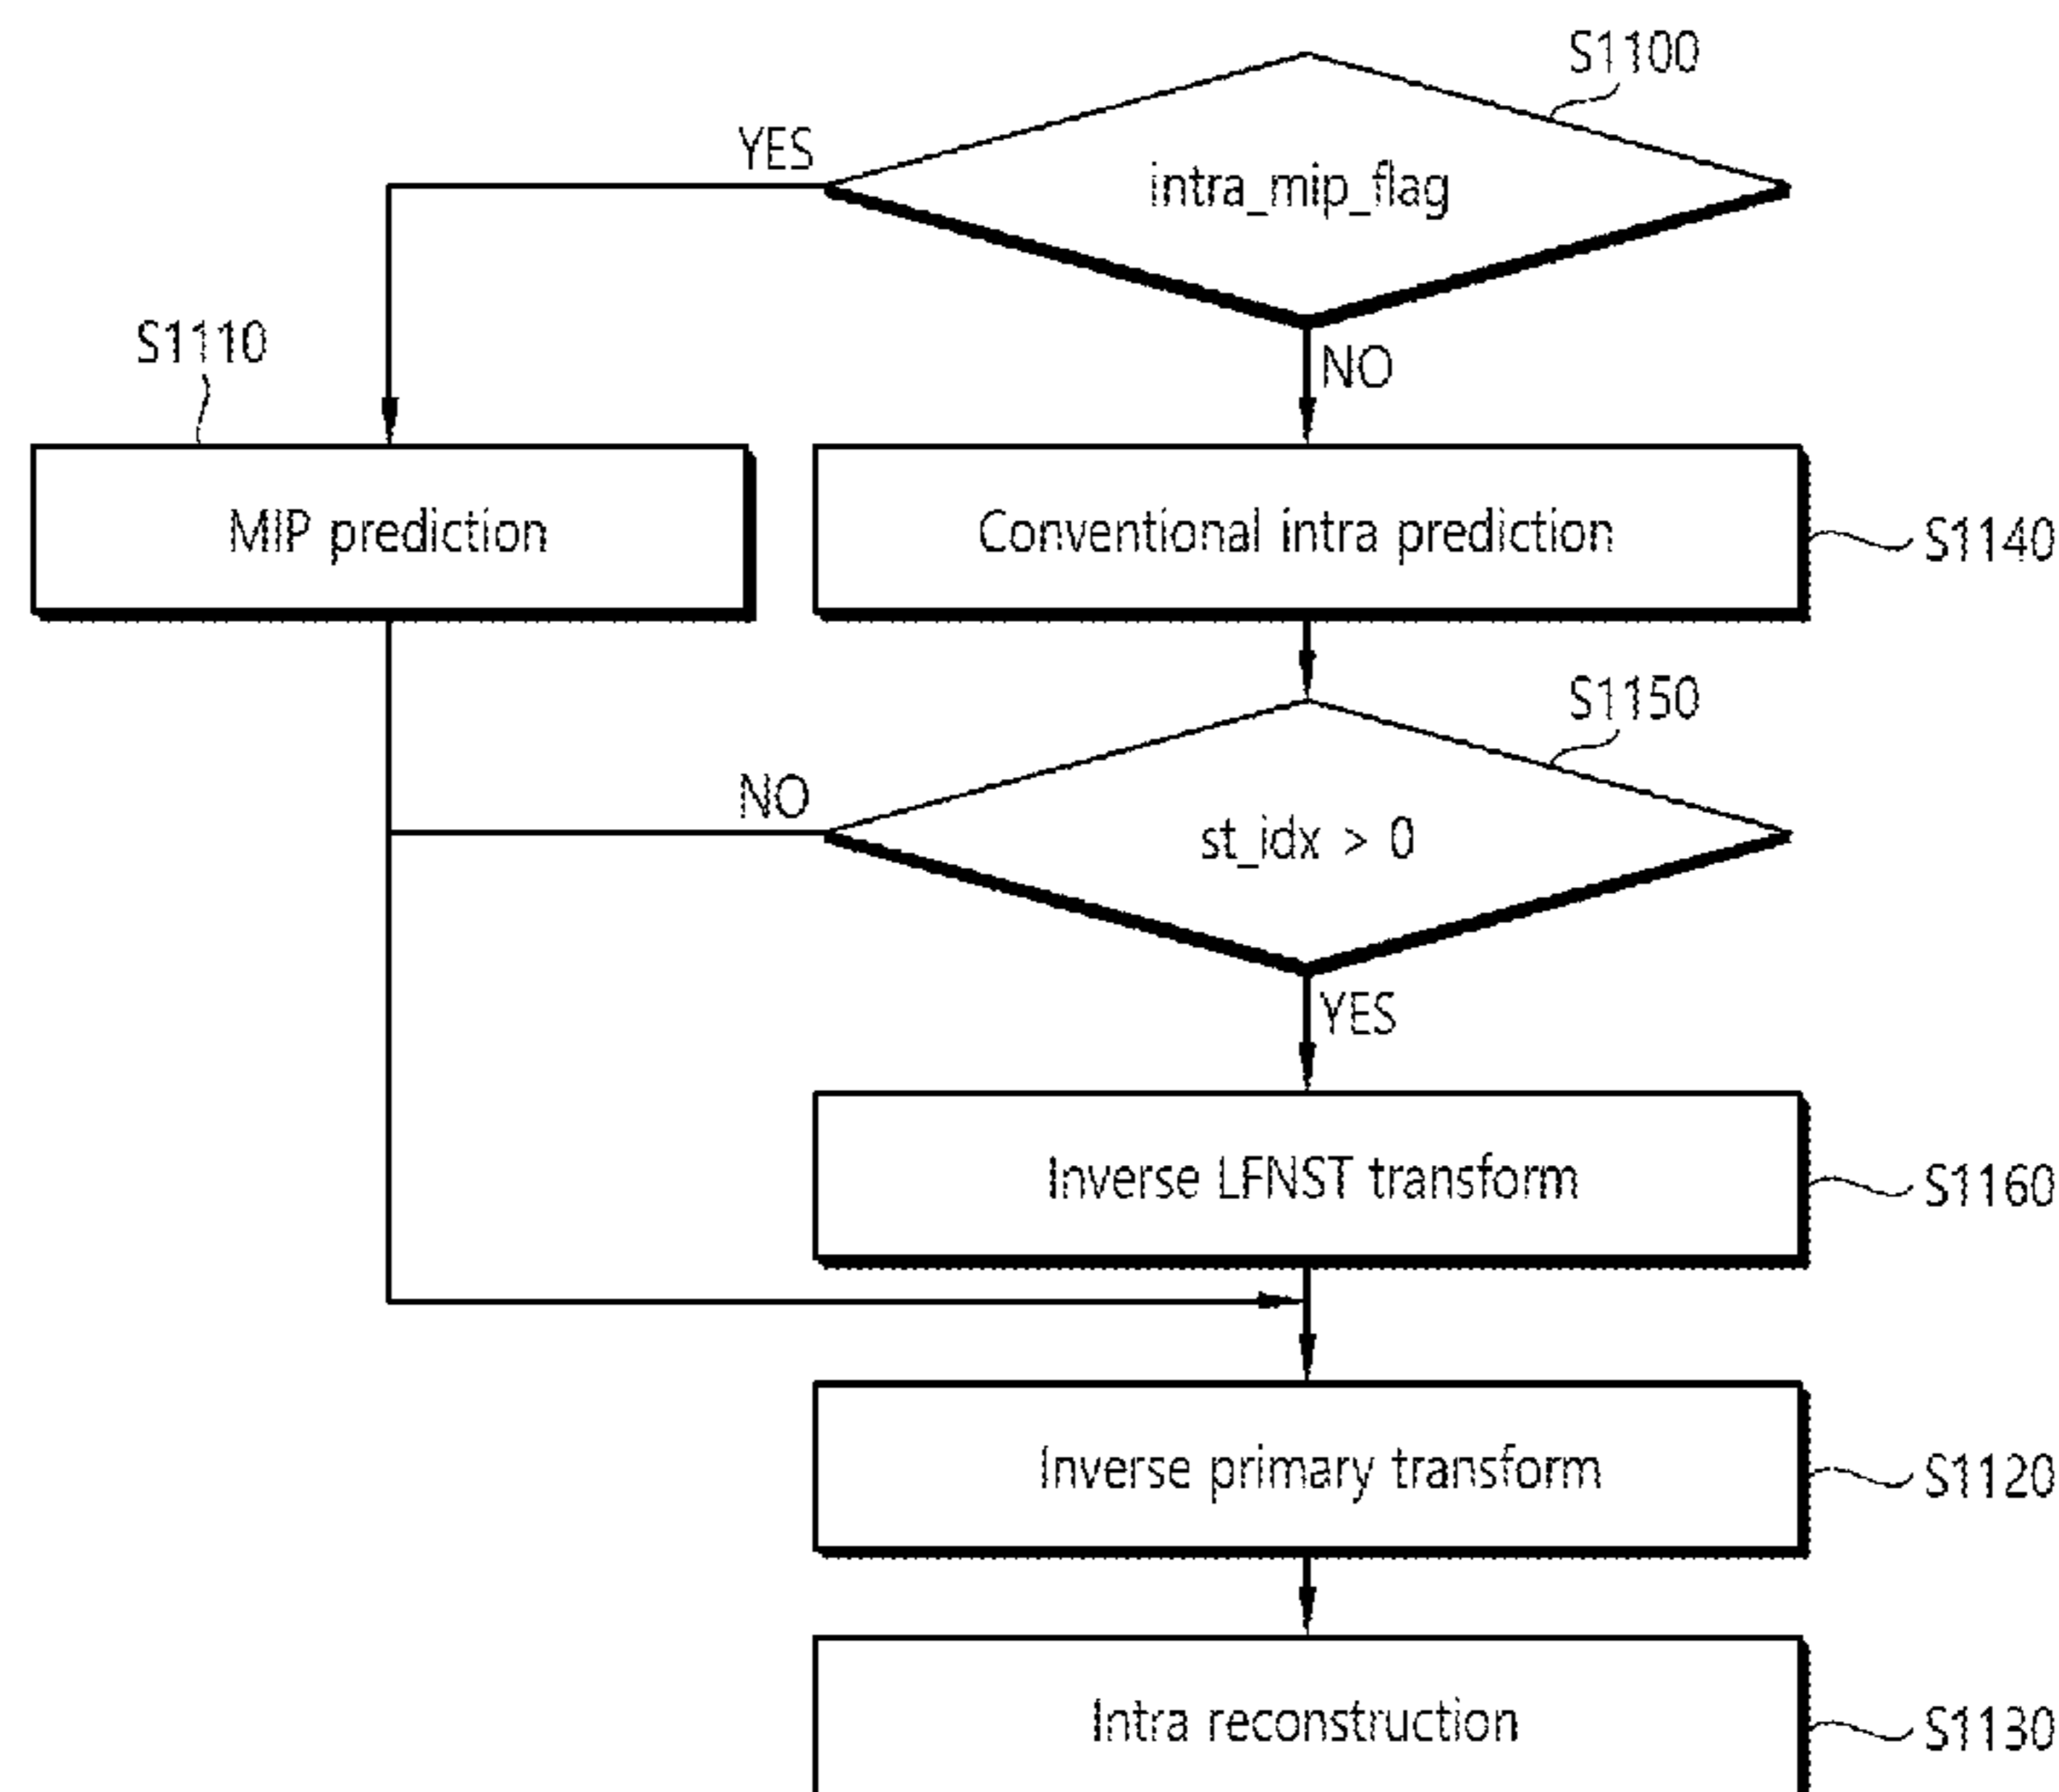 S1100
YES
intra_mip_flag
S1110
NO
MIP prediction
Conventional intra prediction
S1140
S1150
NO
st_idx > 0
YES
Inverse LFNST transform
S1160
Inverse primary transform
S1120
Intra reconstruction
S1130